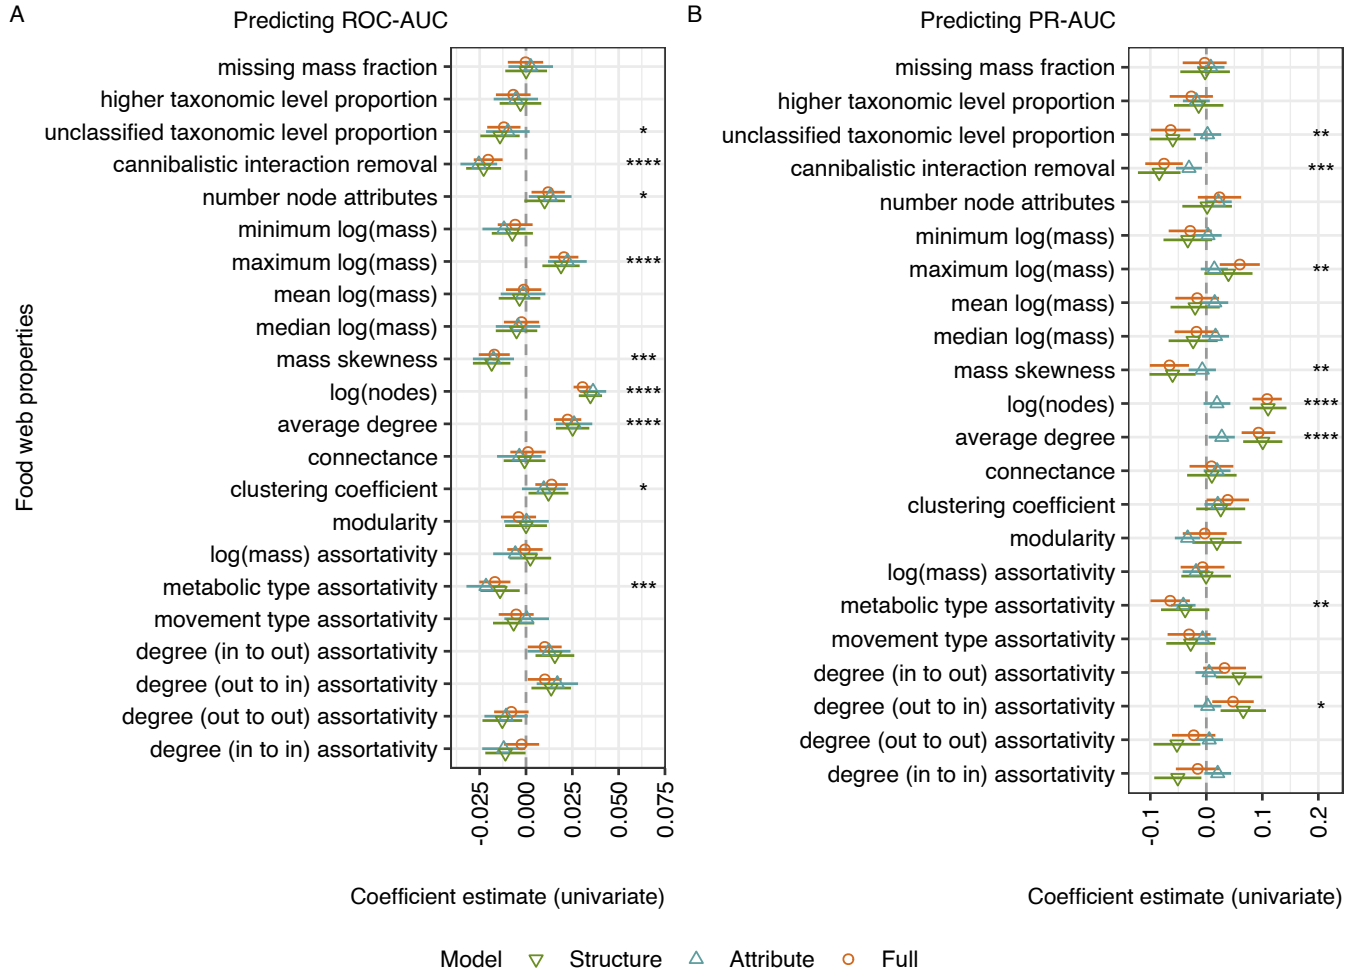 A
Predicting ROC-AUC
Food web properties
missing mass fraction
higher taxonomic level proportion
unclassified taxonomic level proportion *
cannibalistic interaction removal ****
number node attributes *
minimum log(mass)
maximum log(mass) ****
mean log(mass)
median log(mass)
mass skewness ***
log(nodes) ****
average degree ****
connectance
clustering coefficient *
modularity
log(mass) assortativity
metabolic type assortativity ***
movement type assortativity
degree (in to out) assortativity
degree (out to in) assortativity
degree (out to out) assortativity
degree (in to in) assortativity
-0.025 0.000 0.025 0.050 0.075
Coefficient estimate (univariate)
B
Predicting PR-AUC
missing mass fraction
higher taxonomic level proportion
unclassified taxonomic level proportion **
cannibalistic interaction removal ***
number node attributes
minimum log(mass)
maximum log(mass) **
mean log(mass)
median log(mass)
mass skewness **
log(nodes) ****
average degree ****
connectance
clustering coefficient
modularity
log(mass) assortativity
metabolic type assortativity **
movement type assortativity
degree (in to out) assortativity
degree (out to in) assortativity *
degree (out to out) assortativity
degree (in to in) assortativity
-0.1 0.0 0.1 0.2
Coefficient estimate (univariate)
Model Structure Attribute Full